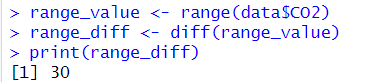 > range_value <- range(data$CO2)
> range_diff <- diff(range_value)
> print(range_diff)
[1] 30